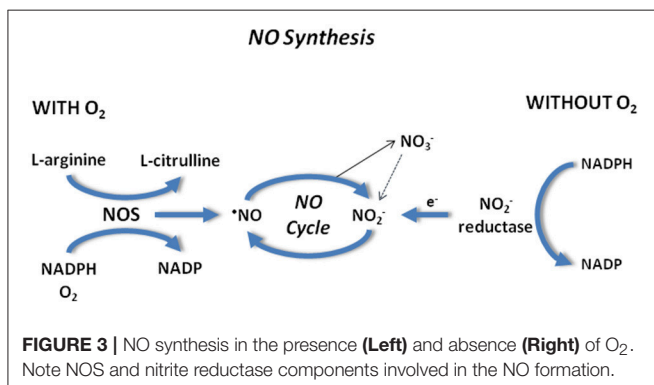 NO Synthesis
WITH O₂
WITHOUT O₂
L-arginine L-citrulline
NO₃⁻
NADPH
NOS
•NO
NO Cycle
NO₂⁻
e⁻
NO₂⁻ reductase
NADPH O₂
NADP
NADP
FIGURE 3 | NO synthesis in the presence (Left) and absence (Right) of O₂.
Note NOS and nitrite reductase components involved in the NO formation.